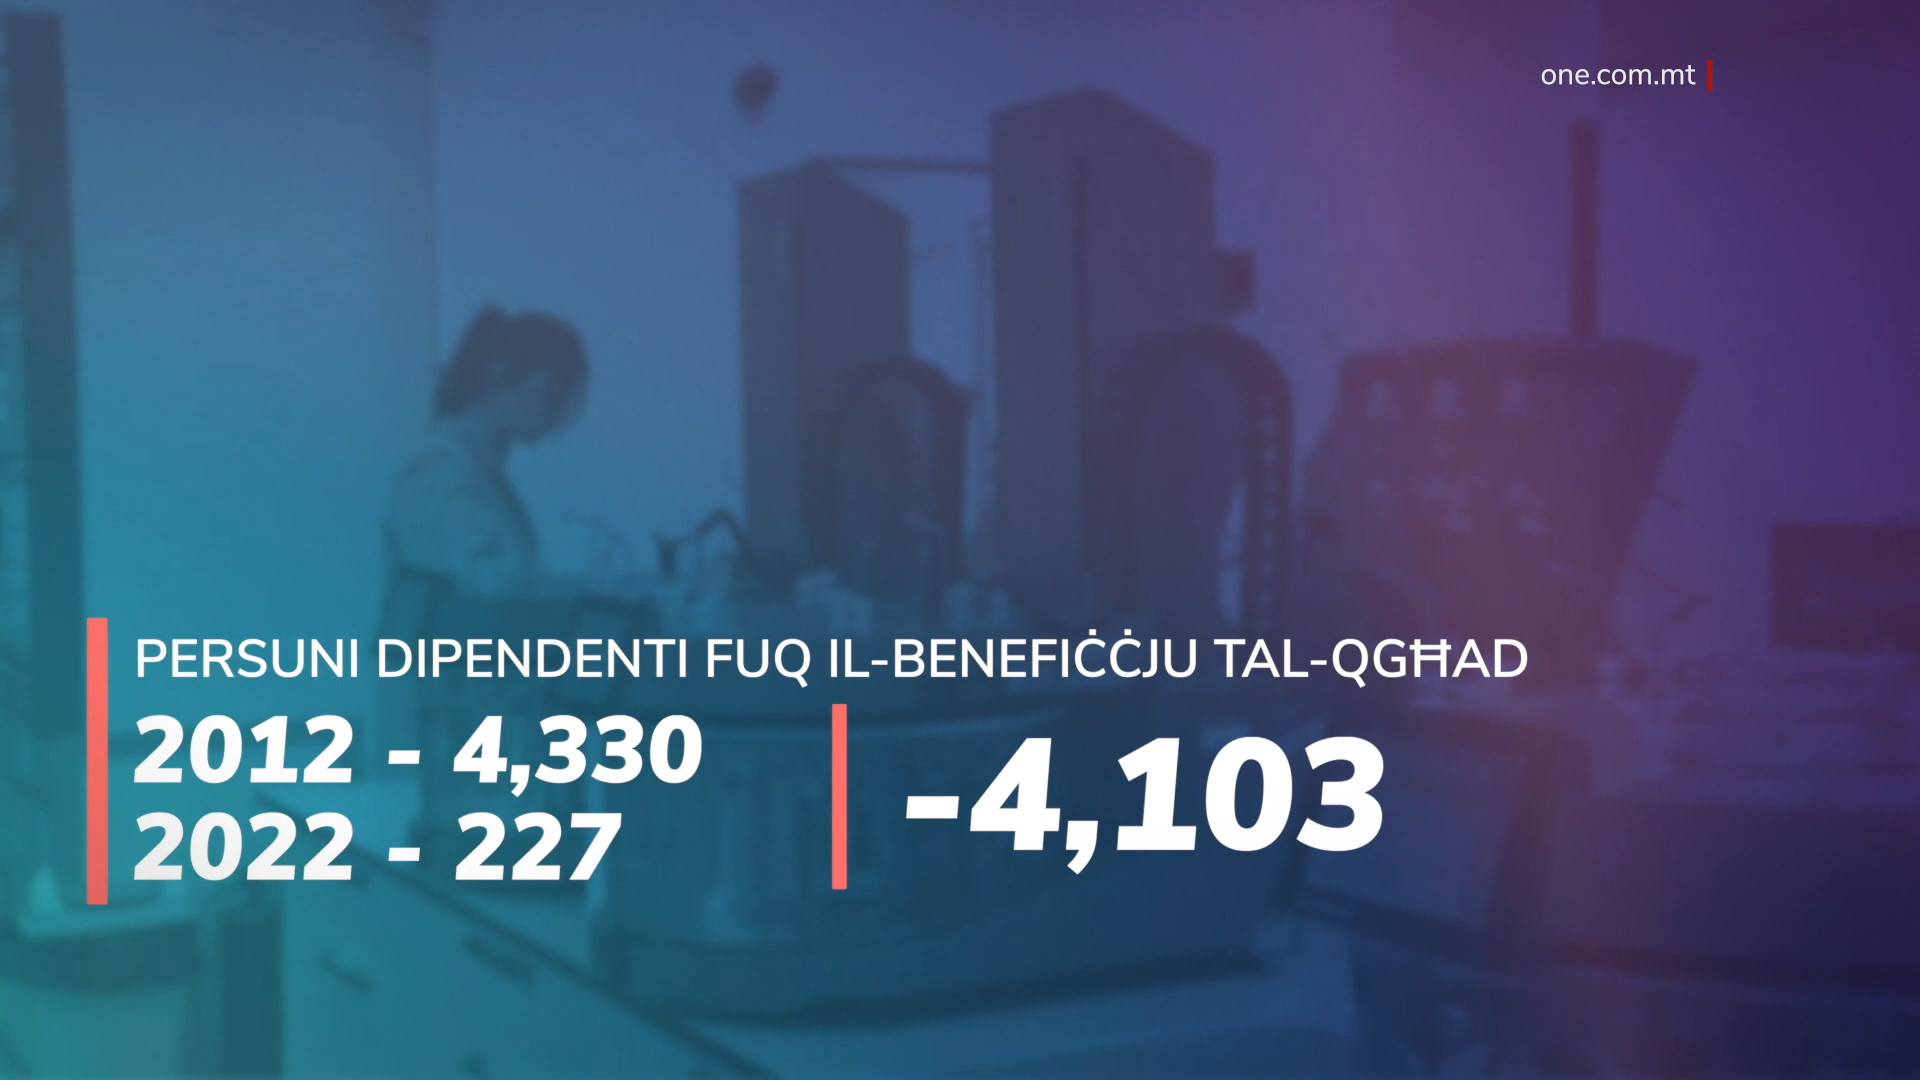 one.com.mt
PERSUNI DIPENDENTI FUQ IL-BENEFIĊĊJU TAL-QGĦAD
2012 - 4,330
2022 - 227
-4,103